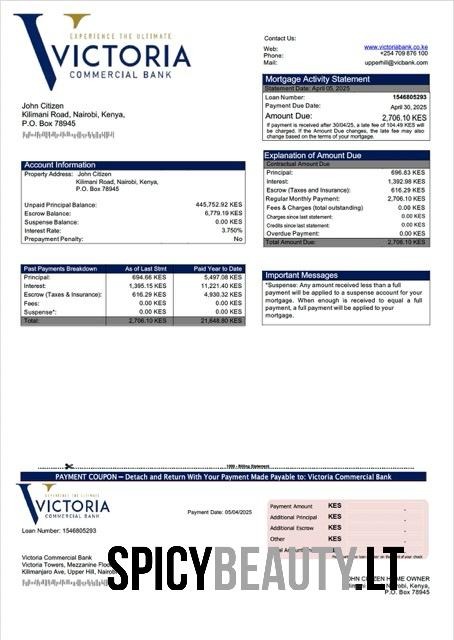 EXPERIENCE THE ULTIMATE
VICTORIA
COMMERCIAL BANK
Contact Us:
Web: www.victoriabank.co.ke
Phone: +254 709 876 100
Mail: upperhill@vicbank.com
Mortgage Activity Statement
Statement Date: April 05, 2025
Loan Number: 1546805293
Payment Due Date: April 30, 2025
Amount Due: 2,706.10 KES
If payment is received after 30/04/25, a late fee of 104.49 KES will
be charged. If the Amount Due changes, the late fee may also
change based on the terms of your mortgage.
John Citizen
Kilimani Road, Nairobi, Kenya,
P.O. Box 78945
Account Information
Property Address: John Citizen
Kilimani Road, Nairobi, Kenya,
P.O. Box 78945
Unpaid Principal Balance: 445,752.92 KES
Escrow Balance: 6,779.19 KES
Suspense Balance: 0.00 KES
Interest Rate: 3.750%
Prepayment Penalty: No
Explanation of Amount Due
Contractual Amount Due
Principal: 696.83 KES
Interest: 1,392.98 KES
Escrow (Taxes and Insurance): 616.29 KES
Regular Monthly Payment: 2,706.10 KES
Fees & Charges (total outstanding) 0.00 KES
Charges since last statement: 0.00 KES
Credits since last statement: 0.00 KES
Overdue Payment: 0.00 KES
Total Amount Due: 2,706.10 KES
Past Payments Breakdown As of Last Stmt Paid Year to Date
Principal: 694.66 KES 5,497.08 KES
Interest: 1,395.15 KES 11,221.40 KES
Escrow (Taxes & Insurance): 616.29 KES 4,930.32 KES
Fees: 0.00 KES 0.00 KES
Suspense*: 0.00 KES 0.00 KES
Total: 2,706.10 KES 21,648.80 KES
Important Messages
*Suspense: Any amount received less than a full
payment will be applied to a suspense account for your
mortgage. When enough is received to equal a full
payment, a full payment will be applied to your
mortgage.
1999 - Billing Statement
PAYMENT COUPON – Detach and Return With Your Payment Made Payable to: Victoria Commercial Bank
EXPERIENCE THE ULTIMATE
VICTORIA
COMMERCIAL BANK
Payment Date: 05/04/2025
Loan Number: 1546805293
Payment Amount KES
Additional Principal KES
Additional Escrow KES
Other KES
Victoria Commercial Bank
Victoria Towers, Mezzanine Floor
Kilimanjaro Ave, Upper Hill, Nairobi
SPICYBEAUTY.LT
JOHN CITIZEN HOME OWNER
Kilimani Road, Nairobi, Kenya,
P.O. Box 78945